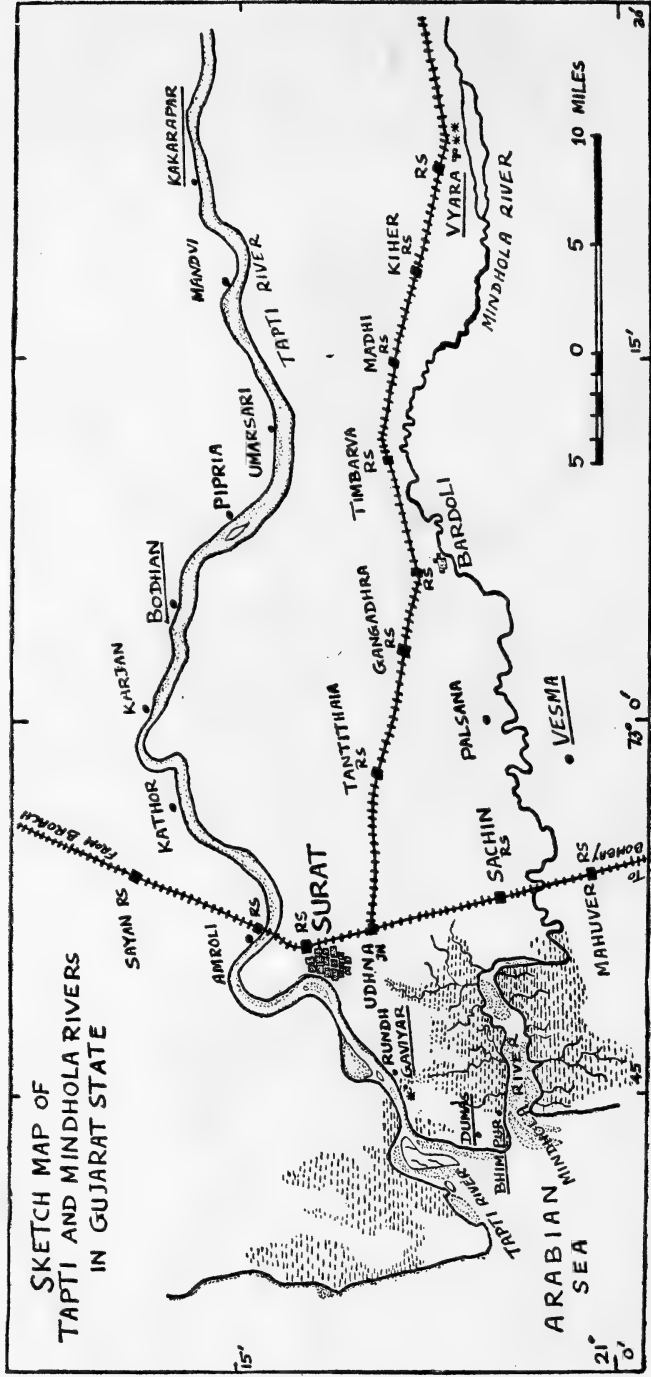 SKETCH MAP OF
TAPTI AND MINDHOLA RIVERS
IN GUJARAT STATE
FROM BROACH
SAYAN RS
AMROLI
RS
KATHOR
KARJAN
BODHAN
PIPRIA
UMARSARI
MANDVI
KAKARAPAR
TAPTI
RIVER
RS
SURAT
UDHNA
JN
TANTITHAIA
RS
GANGADHRA
RS
RS
BARDOLI
TIMBARVA
RS
MADHI
RS
KIHER
RS
RS
VYARA
MINDHOLA RIVER
RUNDH
GAVIYAR
DUMAS
BHIMPUR
TAPTI RIVER
MINDHOLA
RIVER
ARABIAN
SEA
SACHIN
RS
PALSANA
VESMA
MAHUVER RS
TO
BOMBAY
5 0 5 10 MILES
15'
21°
0'
45'
73° 0'
15'
30'